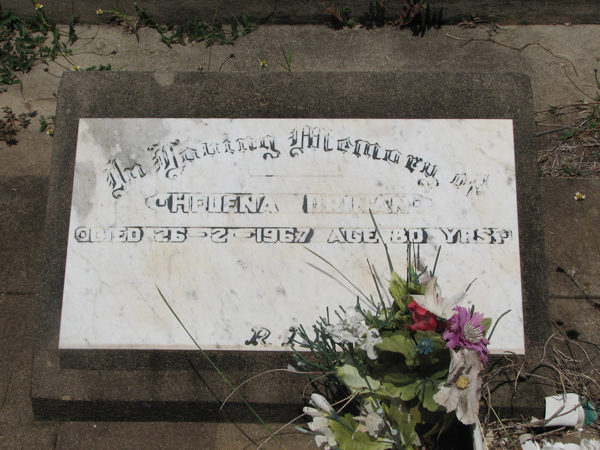 In Loving Memory of
HELENA
DIED 26-2-1967 AGE 80 YRS.
R.